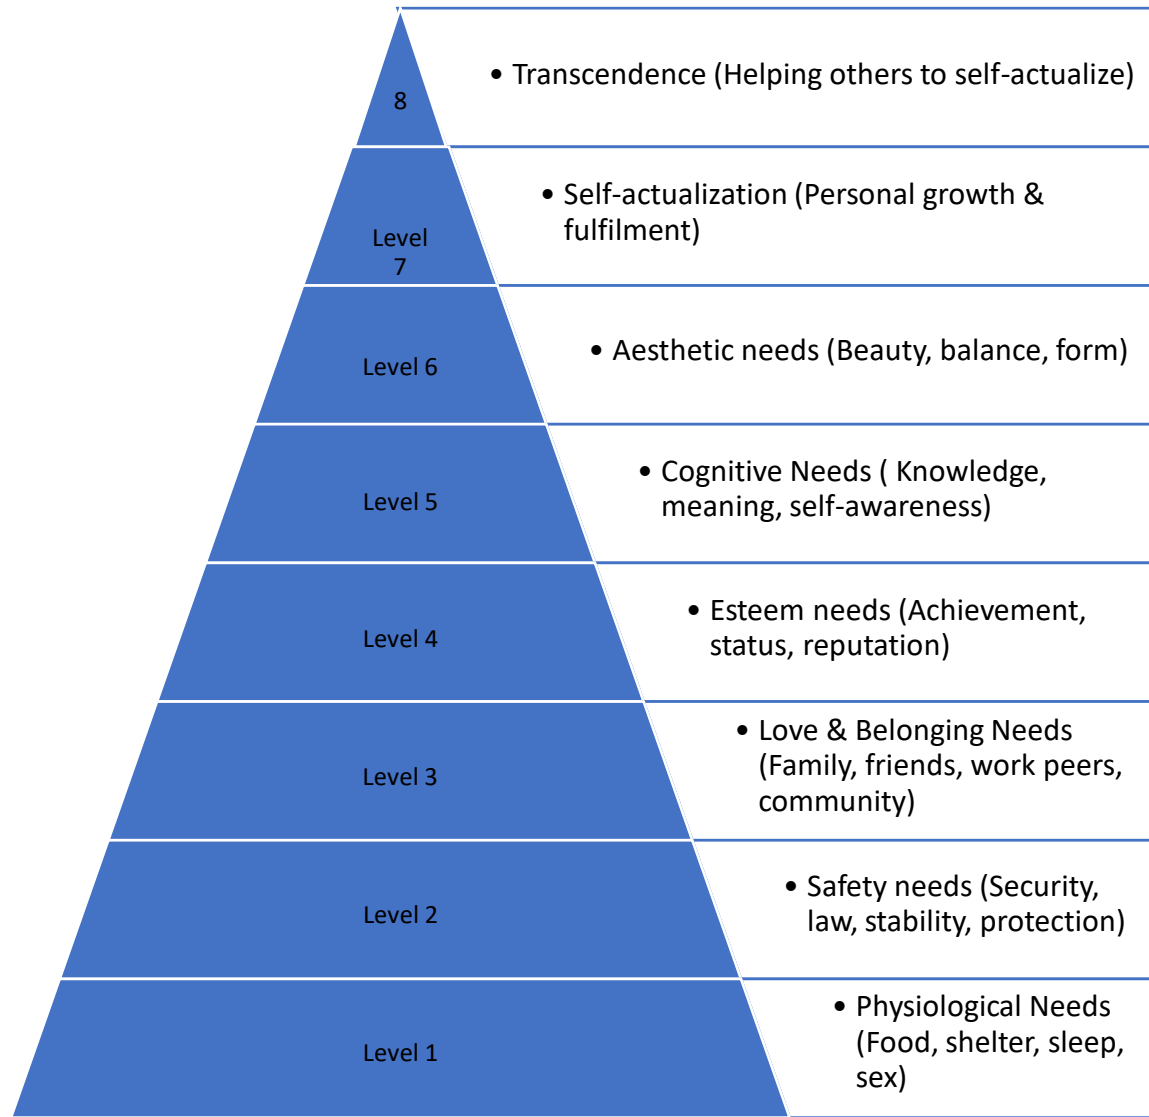 8
• Transcendence (Helping others to self-actualize)
Level
7
• Self-actualization (Personal growth &
fulfilment)
Level 6
• Aesthetic needs (Beauty, balance, form)
Level 5
• Cognitive Needs ( Knowledge,
meaning, self-awareness)
Level 4
• Esteem needs (Achievement,
status, reputation)
Level 3
• Love & Belonging Needs
(Family, friends, work peers,
community)
Level 2
• Safety needs (Security,
law, stability, protection)
Level 1
• Physiological Needs
(Food, shelter, sleep,
sex)